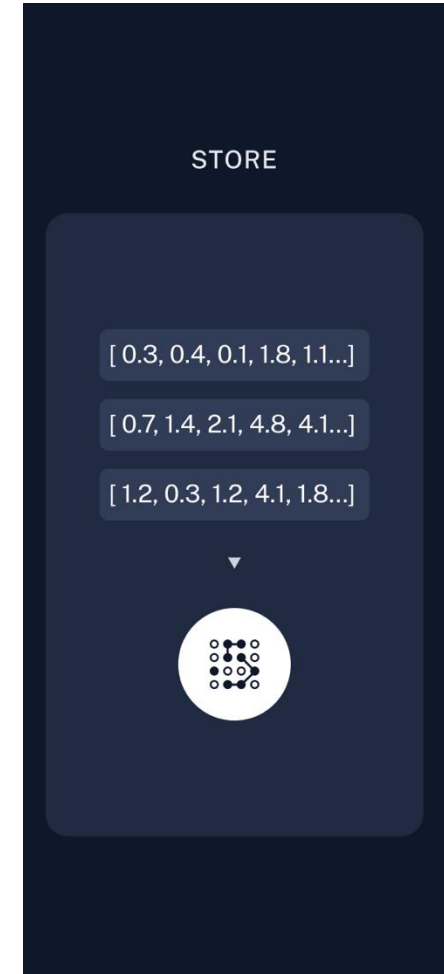 STORE
[ 0.3, 0.4, 0.1, 1.8, 1.1...]
[ 0.7, 1.4, 2.1, 4.8, 4.1...]
[ 1.2, 0.3, 1.2, 4.1, 1.8...]